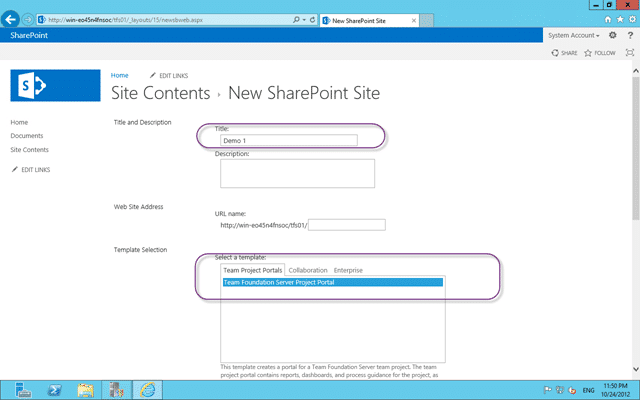 http://win-eo45n4fnsoc/tfs01/_layouts/15/newsbweb.aspx
New SharePoint Site
SharePoint
System Account
SHARE
FOLLOW
Home
EDIT LINKS
Site Contents › New SharePoint Site
Home
Documents
Site Contents
EDIT LINKS
Title and Description
Title:
Demo 1
Description:
Web Site Address
URL name:
http://win-eo45n4fnsoc/tfs01/
Template Selection
Select a template:
Team Project Portals
Collaboration
Enterprise
Team Foundation Server Project Portal
This template creates a portal for a Team Foundation Server team project. The team
project portal contains reports, dashboards, and process guidance for the project, as
ENG
11:50 PM
10/24/2012